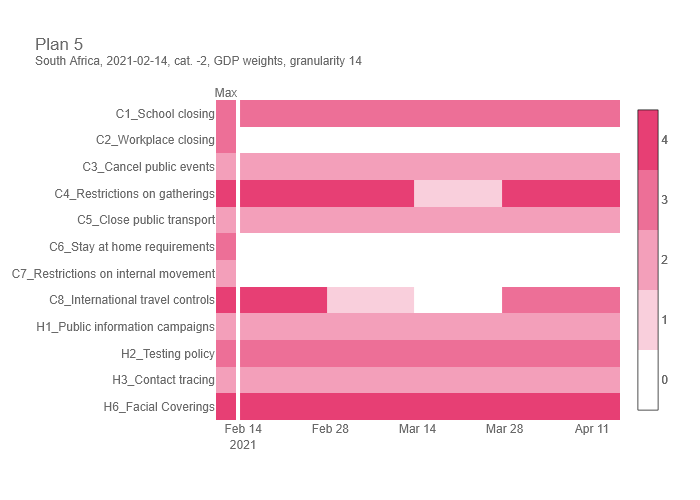 Plan 5
South Africa, 2021-02-14, cat. -2, GDP weights, granularity 14
Max
C1_School closing
C2_Workplace closing
C3_Cancel public events
C4_Restrictions on gatherings
C5_Close public transport
C6_Stay at home requirements
C7_Restrictions on internal movement
C8_International travel controls
H1_Public information campaigns
H2_Testing policy
H3_Contact tracing
H6_Facial Coverings
Feb 14 Feb 28 Mar 14 Mar 28 Apr 11
2021
4
3
2
1
0